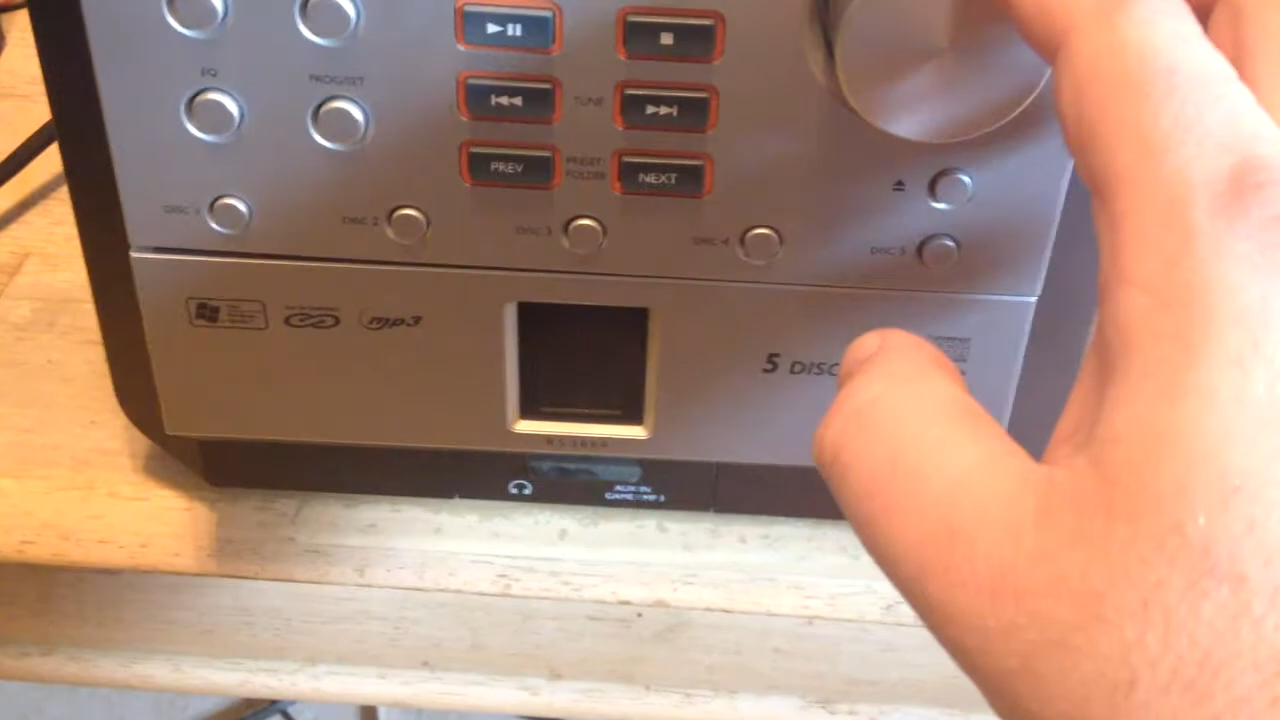 EQ
PROG/SET
TUNE
PREV
PRESET/
FOLDER
NEXT
DISC 1
DISC 2
DISC 3
DISC 4
DISC 5
mp3
5 DISC
AUX IN
GAME/MP3